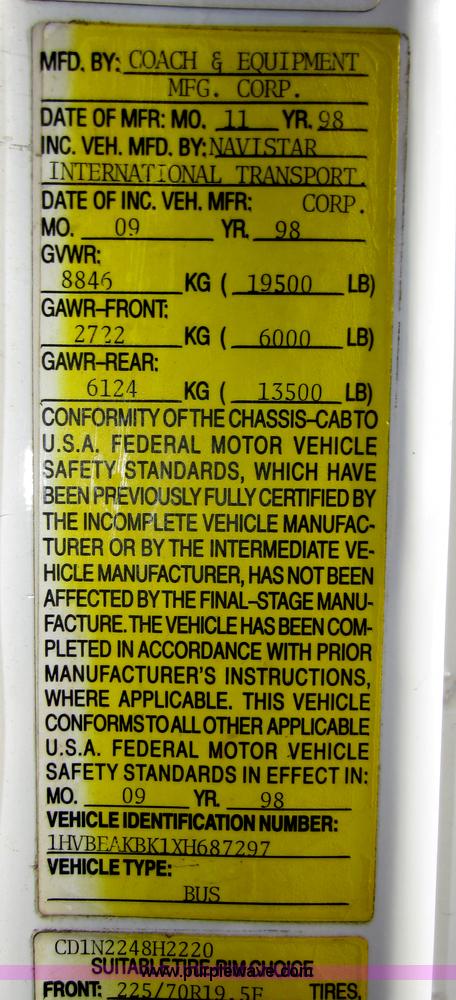 MFD. BY: COACH & EQUIPMENT
MFG. CORP.
DATE OF MFR: MO. 11 YR. 98
INC. VEH. MFD. BY: NAVISTAR
INTERNATIONAL TRANSPORT.
DATE OF INC. VEH. MFR: CORP.
MO. 09 YR. 98
GVWR:
8846 KG ( 19500 LB)
GAWR-FRONT:
2722 KG ( 6000 LB)
GAWR-REAR:
6124 KG ( 13500 LB)
CONFORMITY OF THE CHASSIS-CAB TO
U.S.A. FEDERAL MOTOR VEHICLE
SAFETY STANDARDS, WHICH HAVE
BEEN PREVIOUSLY FULLY CERTIFIED BY
THE INCOMPLETE VEHICLE MANUFAC-
TURER OR BY THE INTERMEDIATE VE-
HICLE MANUFACTURER, HAS NOT BEEN
AFFECTED BY THE FINAL-STAGE MANU-
FACTURE. THE VEHICLE HAS BEEN COM-
PLETED IN ACCORDANCE WITH PRIOR
MANUFACTURER'S INSTRUCTIONS,
WHERE APPLICABLE. THIS VEHICLE
CONFORMS TO ALL OTHER APPLICABLE
U.S.A. FEDERAL MOTOR VEHICLE
SAFETY STANDARDS IN EFFECT IN:
MO. 09 YR. 98
VEHICLE IDENTIFICATION NUMBER:
1HVBEAKBK1XH687297
VEHICLE TYPE:
BUS
CD1N2248H2220
SUITABLE TIRE-RIM CHOICE
www.purplewave.com
FRONT: 225/70R19.5F TIRES,